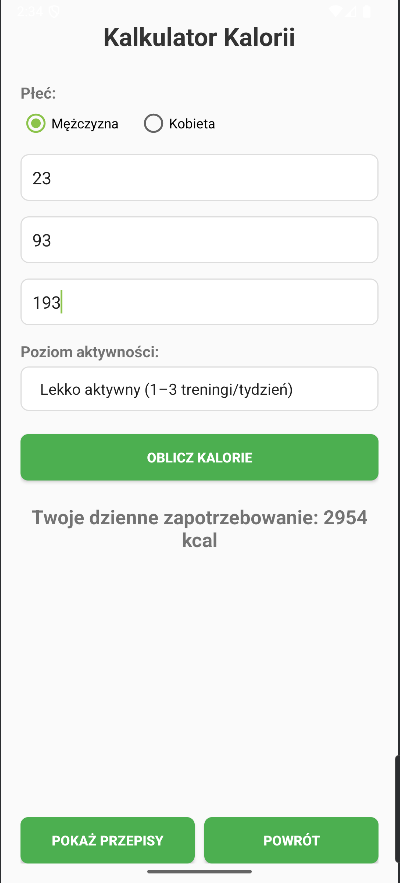 Kalkulator Kalorii
Płeć:
Mężczyzna Kobieta
23
93
193
Poziom aktywności:
Lekko aktywny (1–3 treningi/tydzień)
OBLICZ KALORIE
Twoje dzienne zapotrzebowanie: 2954
kcal
POKAŻ PRZEPISY POWRÓT